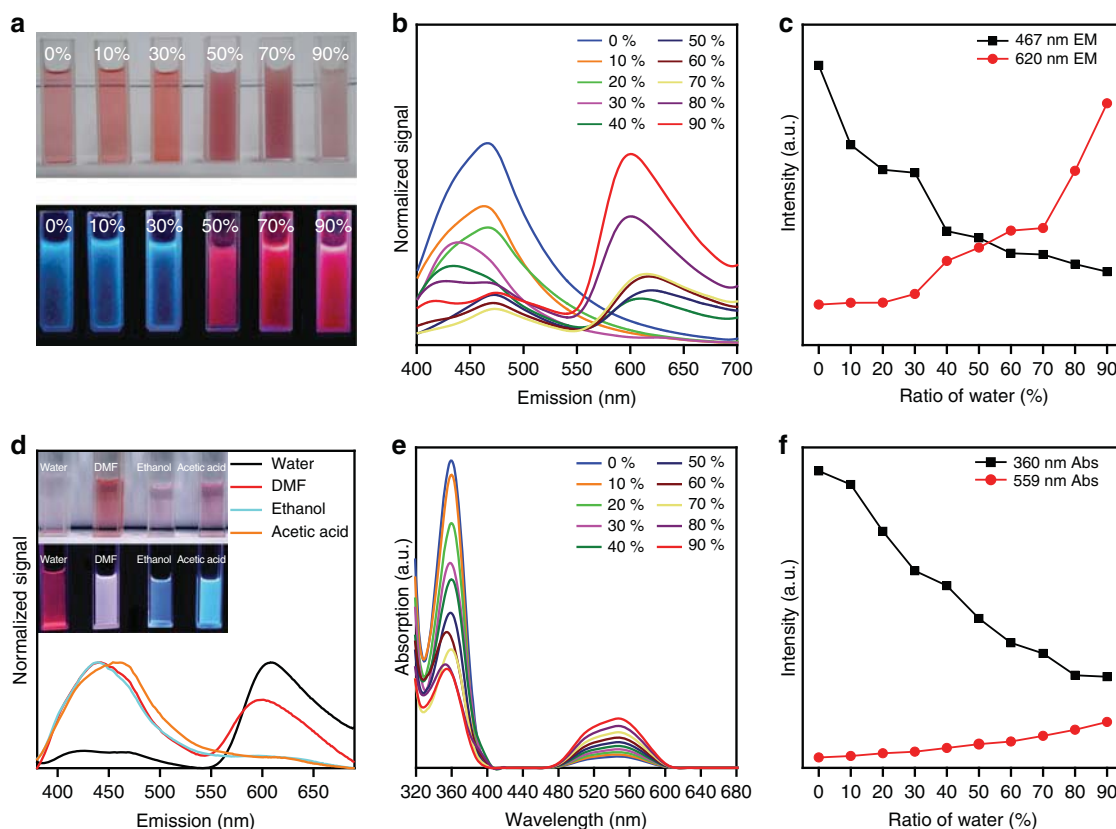 a
0% 10% 30% 50% 70% 90%
0% 10% 30% 50% 70% 90%
b
Normalized signal
0 % 50 %
10 % 60 %
20 % 70 %
30 % 80 %
40 % 90 %
400 450 500 550 600 650 700
Emission (nm)
c
Intensity (a.u.)
467 nm EM
620 nm EM
0 10 20 30 40 50 60 70 80 90
Ratio of water (%)
d
Normalized signal
Water DMF Ethanol Acetic acid
Water DMF Ethanol Acetic acid
Water
DMF
Ethanol
Acetic acid
400 450 500 550 600 650
Emission (nm)
e
Absorption (a.u.)
0 % 50 %
10 % 60 %
20 % 70 %
30 % 80 %
40 % 90 %
320 360 400 440 480 520 560 600 640 680
Wavelength (nm)
f
Intensity (a.u.)
360 nm Abs
559 nm Abs
0 10 20 30 40 50 60 70 80 90
Ratio of water (%)